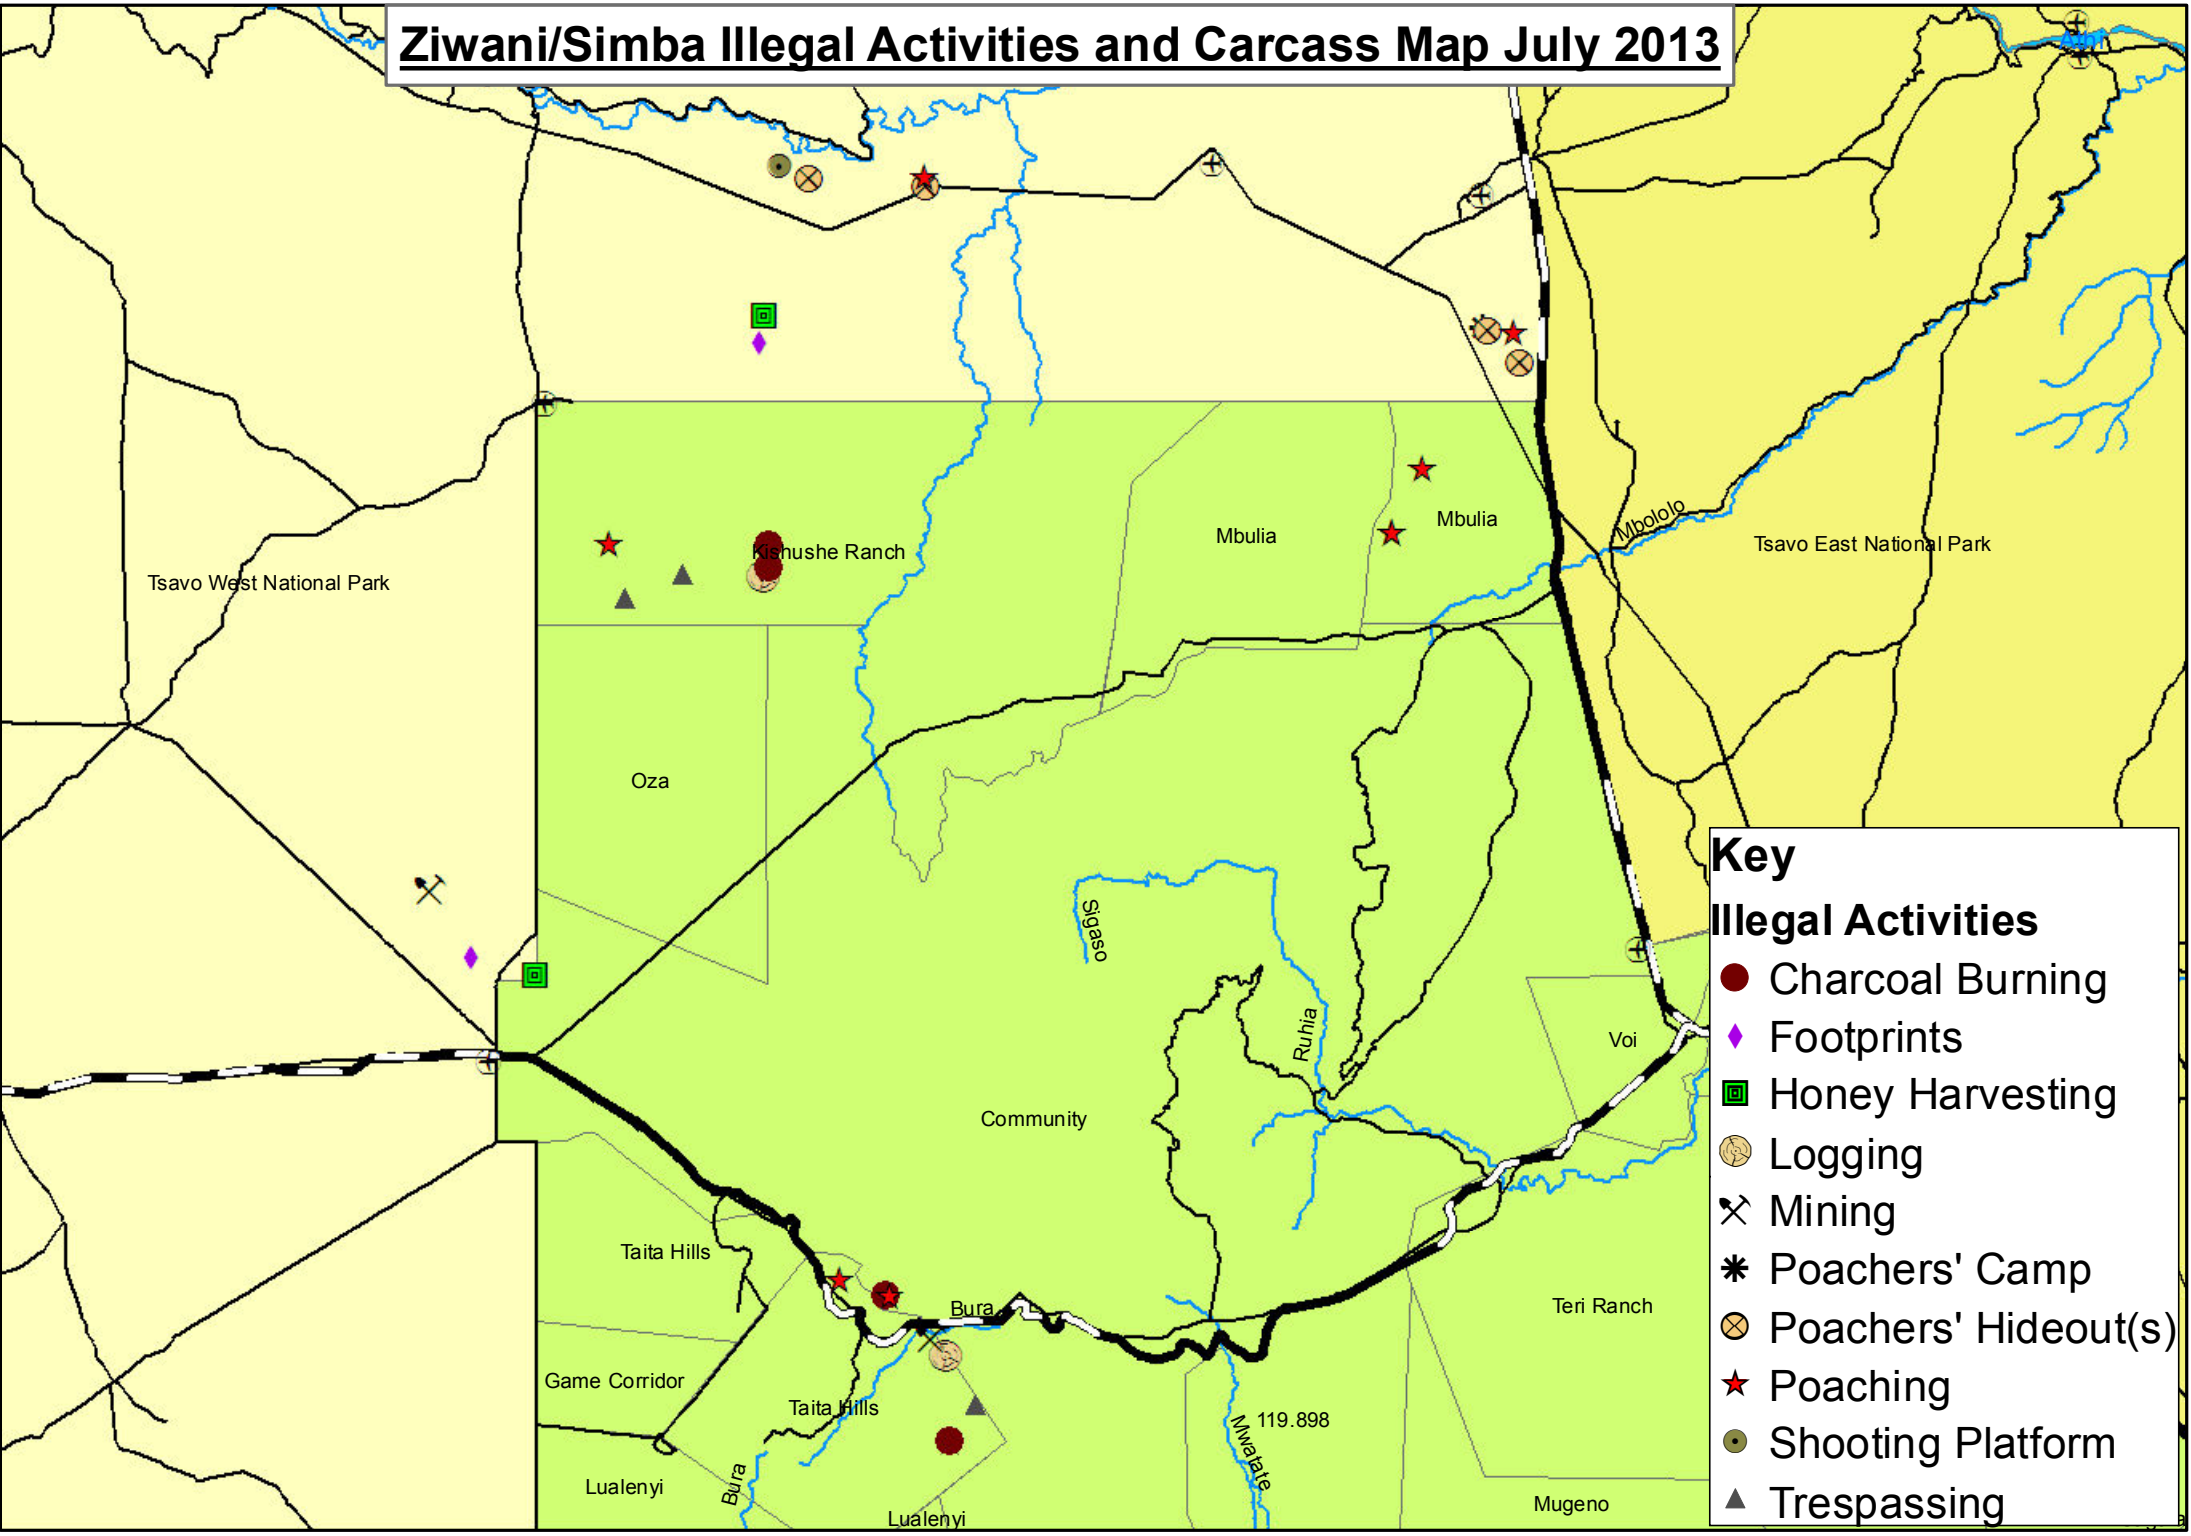 Ziwani/Simba Illegal Activities and Carcass Map July 2013
Athi
Mbololo
Mbulia
Mbulia
Kishushe Ranch
Tsavo East National Park
Tsavo West National Park
Oza
Sigaso
Ruhia
Voi
Community
Taita Hills
Bura
Teri Ranch
Game Corridor
Taita Hills
119.898
Mwatate
Bura
Lualenyi
Lualenyi
Mugeno
Key
Illegal Activities
Charcoal Burning
Footprints
Honey Harvesting
Logging
Mining
Poachers' Camp
Poachers' Hideout(s)
Poaching
Shooting Platform
Trespassing